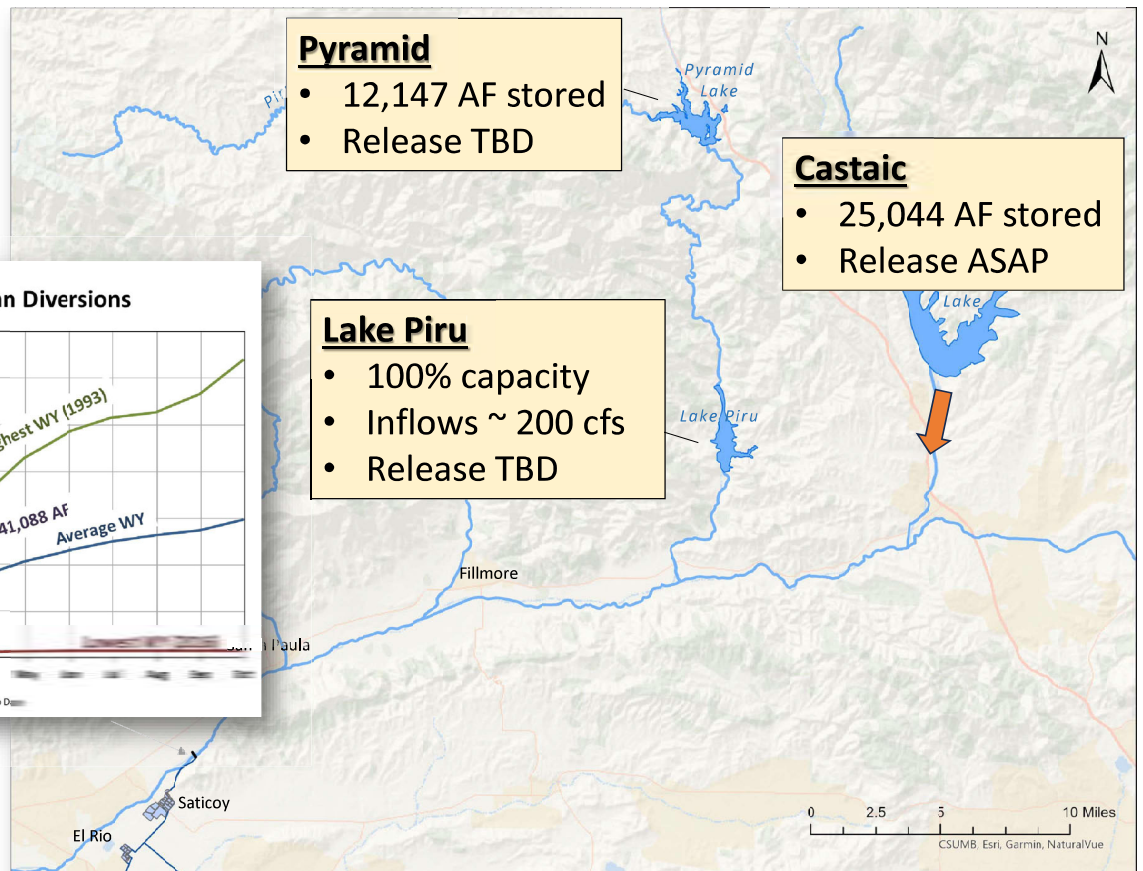 Pyramid
• 12,147 AF stored
• Release TBD
Pyramid
Lake
N
Castaic
• 25,044 AF stored
• Release ASAP
Lake
Lake Piru
• 100% capacity
• Inflows ~ 200 cfs
• Release TBD
Lake Piru
an Diversions
ghest WY (1993)
41,088 AF
Average WY
Fillmore
Paula
Saticoy
El Rio
0 2.5 5 10 Miles
CSUMB, Esri, Garmin, NaturalVue